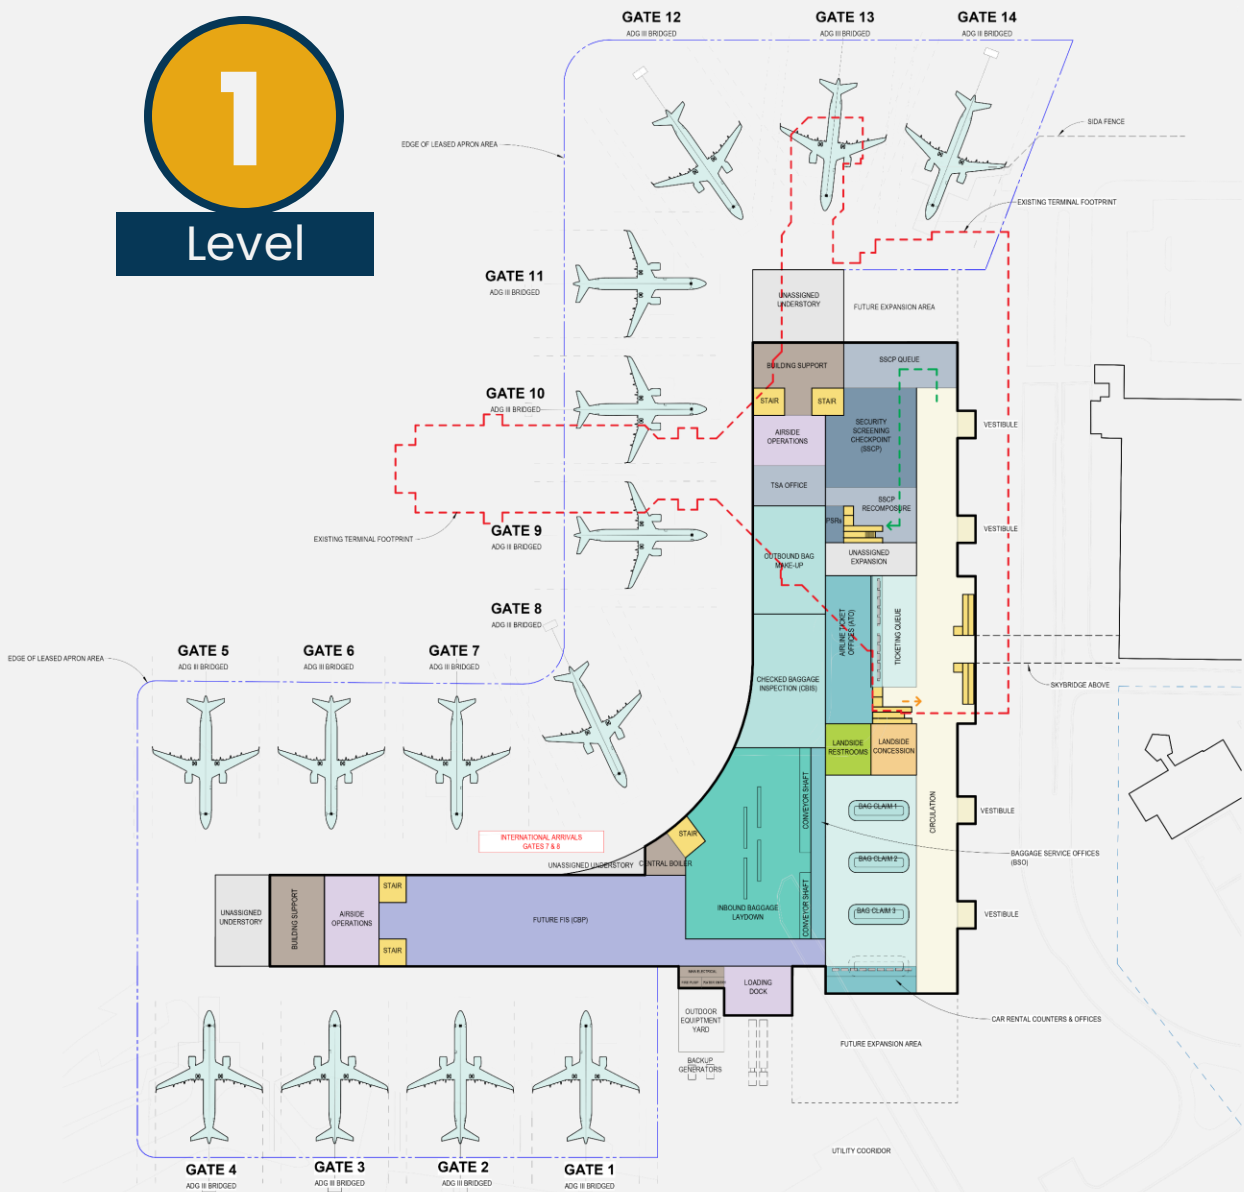 1
Level
GATE 12
ADG III BRIDGED
GATE 13
ADG III BRIDGED
GATE 14
ADG III BRIDGED
SIDA FENCE
EDGE OF LEASED APRON AREA
EXISTING TERMINAL FOOTPRINT
GATE 11
ADG III BRIDGED
UNASSIGNED
UNDERSTORY
FUTURE EXPANSION AREA
BUILDING SUPPORT
SSCP QUEUE
GATE 10
ADG III BRIDGED
STAIR
STAIR
AIRSIDE
OPERATIONS
SECURITY
SCREENING
CHECKPOINT
(SSCP)
VESTIBULE
TSA OFFICE
SSCP
RECOMPOSURE
PSRs
VESTIBULE
GATE 9
ADG III BRIDGED
EXISTING TERMINAL FOOTPRINT
OUTBOUND BAG
MAKE-UP
UNASSIGNED
EXPANSION
GATE 8
ADG III BRIDGED
AIRLINE TICKET
OFFICES (ATO)
TICKETING QUEUE
GATE 5
ADG III BRIDGED
GATE 6
ADG III BRIDGED
GATE 7
ADG III BRIDGED
EDGE OF LEASED APRON AREA
CHECKED BAGGAGE
INSPECTION (CBIS)
SKYBRIDGE ABOVE
LANDSIDE
RESTROOMS
LANDSIDE
CONCESSION
CONVEYOR SHAFT
BAG CLAIM 1
CIRCULATION
VESTIBULE
INTERNATIONAL ARRIVALS
GATES 7 & 8
STAIR
UNASSIGNED UNDERSTORY
CENTRAL BOILER
BAG CLAIM 2
BAGGAGE SERVICE OFFICES
(BSO)
UNASSIGNED
UNDERSTORY
BUILDING SUPPORT
AIRSIDE
OPERATIONS
STAIR
STAIR
FUTURE FIS (CBP)
INBOUND BAGGAGE
LAYDOWN
CONVEYOR SHAFT
BAG CLAIM 3
VESTIBULE
LOADING
DOCK
OUTDOOR
EQUIPTMENT
YARD
CAR RENTAL COUNTERS & OFFICES
BACKUP
GENERATORS
FUTURE EXPANSION AREA
UTILITY COORIDOR
GATE 4
ADG III BRIDGED
GATE 3
ADG III BRIDGED
GATE 2
ADG III BRIDGED
GATE 1
ADG III BRIDGED